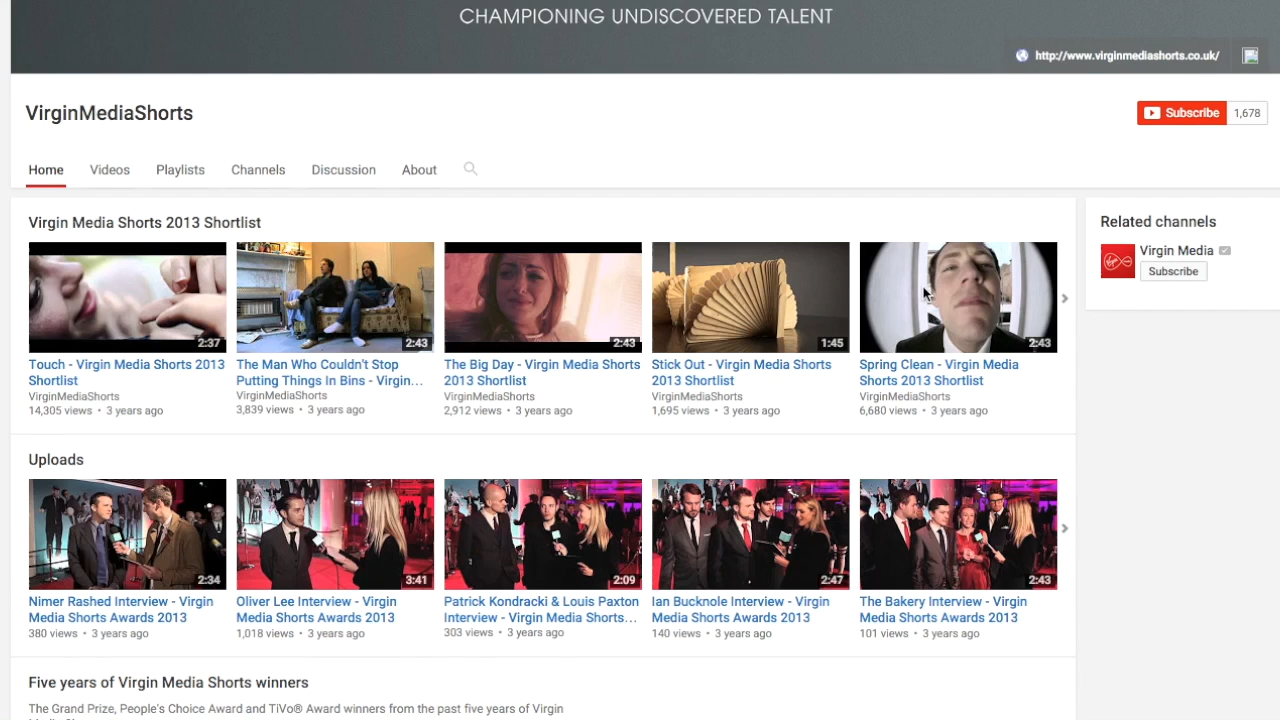 CHAMPIONING UNDISCOVERED TALENT
http://www.virginmediashorts.co.uk/
VirginMediaShorts
Subscribe 1,678
Home Videos Playlists Channels Discussion About
Virgin Media Shorts 2013 Shortlist
2:37 2:43 2:43 1:45 2:43
Touch - Virgin Media Shorts 2013
Shortlist
VirginMediaShorts
14,305 views • 3 years ago
The Man Who Couldn't Stop
Putting Things In Bins - Virgin...
VirginMediaShorts
3,839 views • 3 years ago
The Big Day - Virgin Media Shorts
2013 Shortlist
VirginMediaShorts
2,912 views • 3 years ago
Stick Out - Virgin Media Shorts
2013 Shortlist
VirginMediaShorts
1,695 views • 3 years ago
Spring Clean - Virgin Media
Shorts 2013 Shortlist
VirginMediaShorts
6,680 views • 3 years ago
Related channels
Virgin
Virgin Media
Subscribe
Uploads
2:34 3:41 2:09 2:47 2:43
Nimer Rashed Interview - Virgin
Media Shorts Awards 2013
380 views • 3 years ago
Oliver Lee Interview - Virgin
Media Shorts Awards 2013
1,018 views • 3 years ago
Patrick Kondracki & Louis Paxton
Interview - Virgin Media Shorts...
303 views • 3 years ago
Ian Bucknole Interview - Virgin
Media Shorts Awards 2013
140 views • 3 years ago
The Bakery Interview - Virgin
Media Shorts Awards 2013
101 views • 3 years ago
Five years of Virgin Media Shorts winners
The Grand Prize, People's Choice Award and TiVo® Award winners from the past five years of Virgin